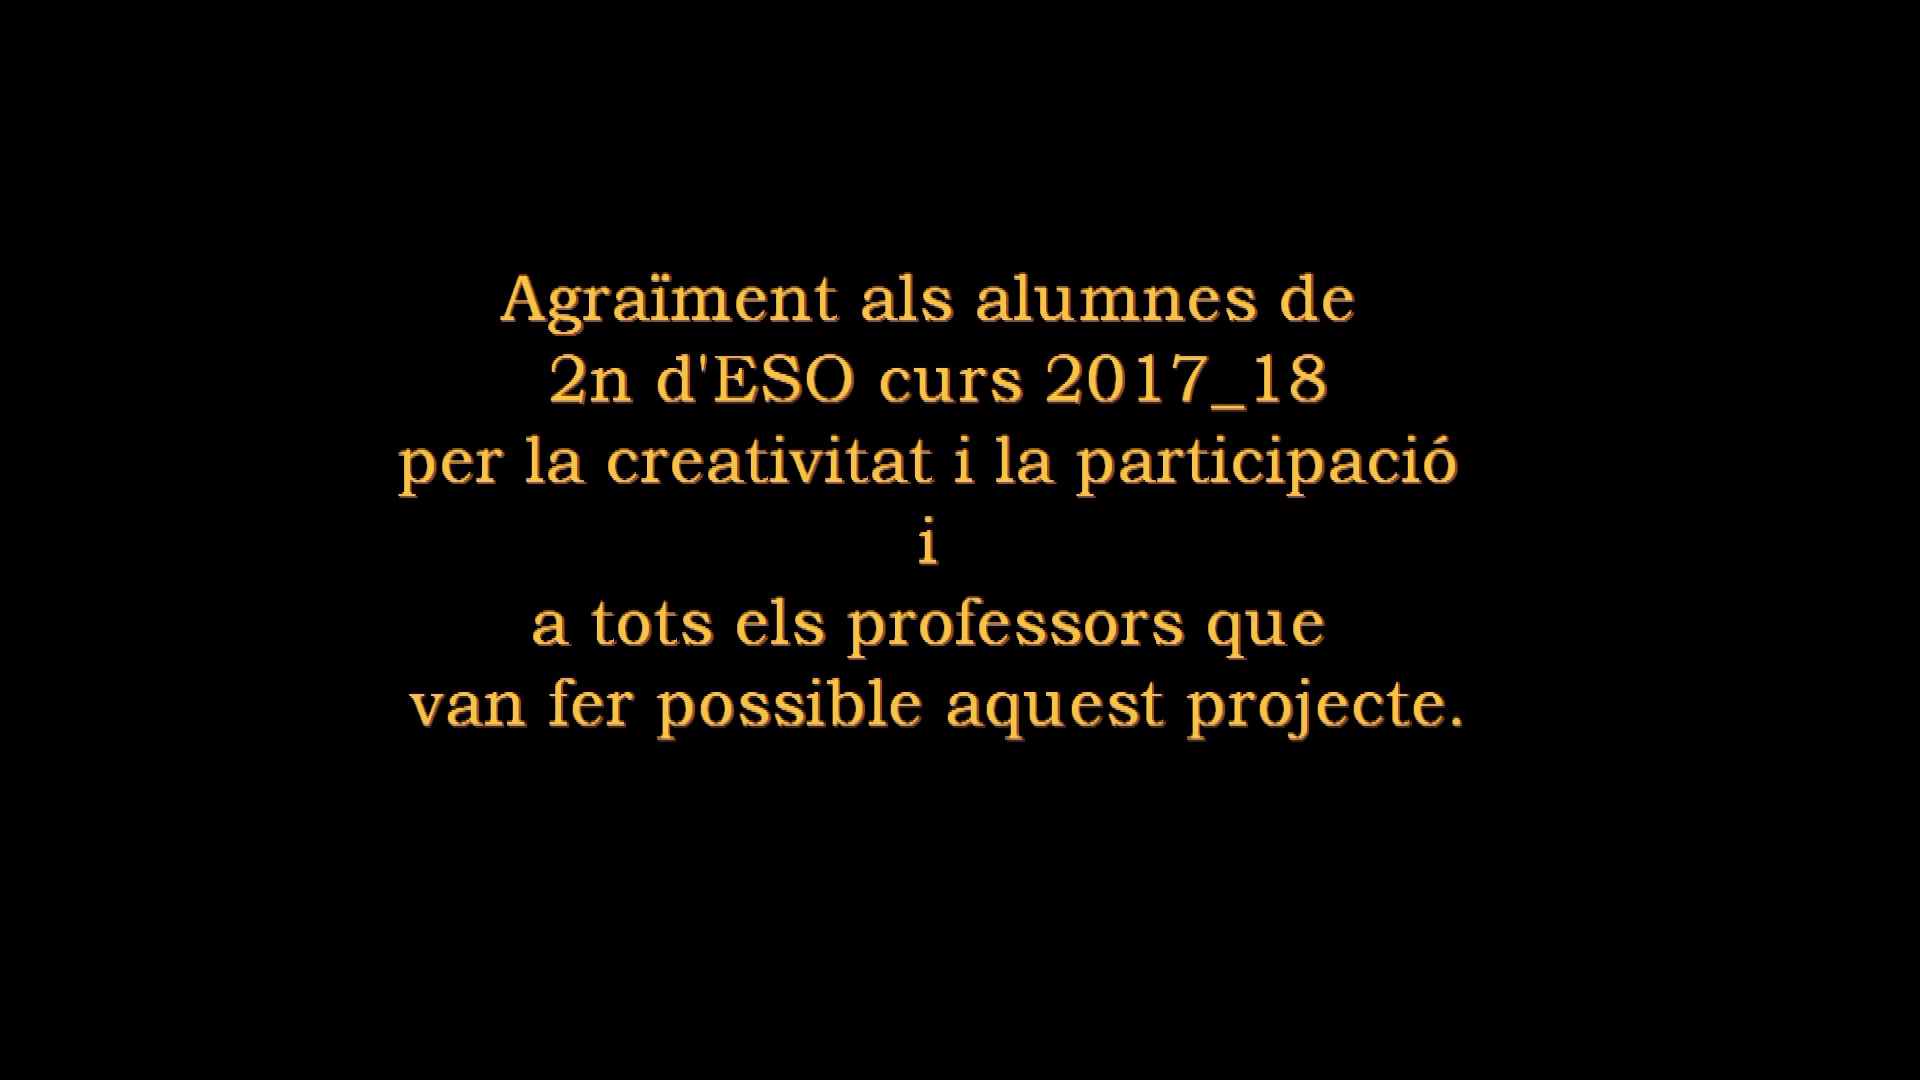 Agraïment als alumnes de
2n d'ESO curs 2017_18
per la creativitat i la participació
i
a tots els professors que
van fer possible aquest projecte.